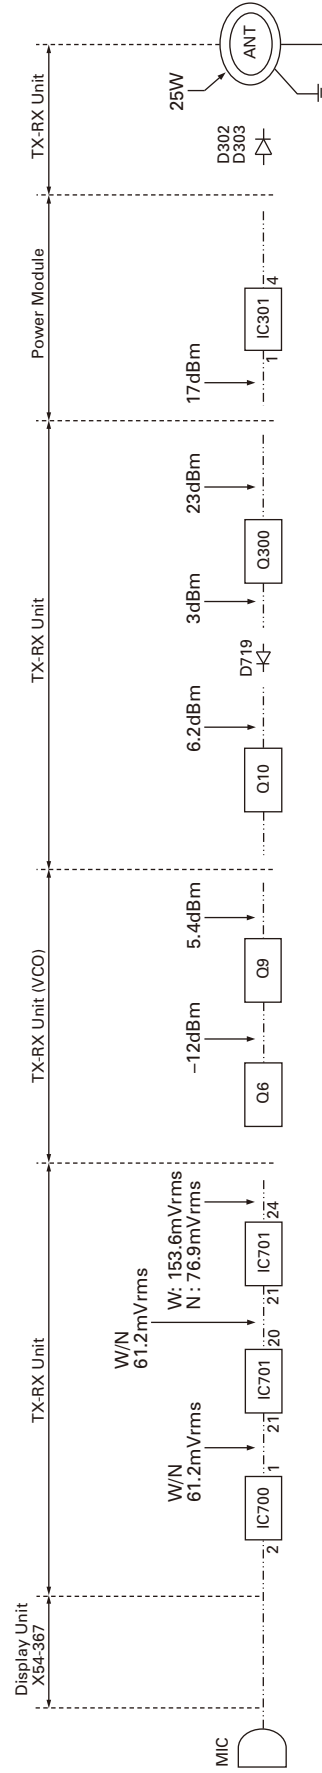 Display Unit
X54-367
TX-RX Unit
TX-RX Unit (VCO)
TX-RX Unit
Power Module
TX-RX Unit
MIC
2
IC700
1
W/N
61.2mVrms
21
IC701
20
W/N
61.2mVrms
21
IC701
24
W: 153.6mVrms
N : 76.9mVrms
Q6
–12dBm
Q9
5.4dBm
Q10
6.2dBm
D719
3dBm
Q300
23dBm
17dBm
1
IC301
4
D302
D303
25W
ANT